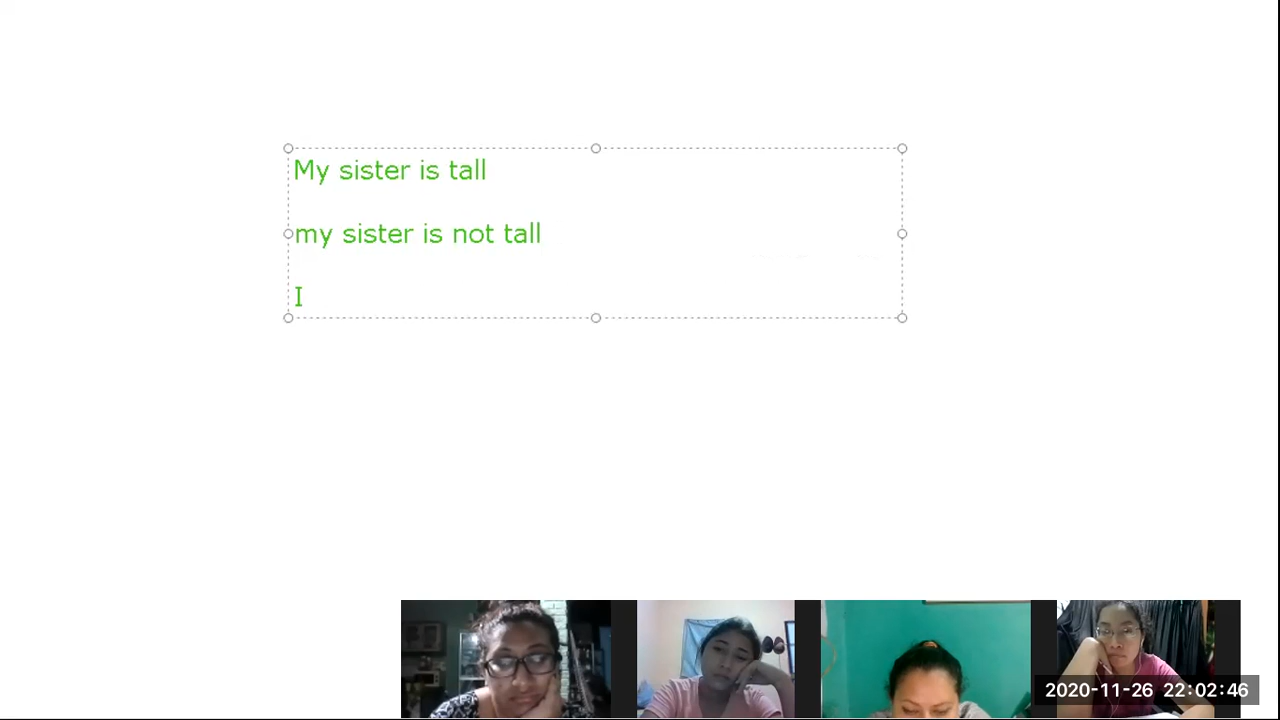 My sister is tall
my sister is not tall
I
2020-11-26 22:02:46